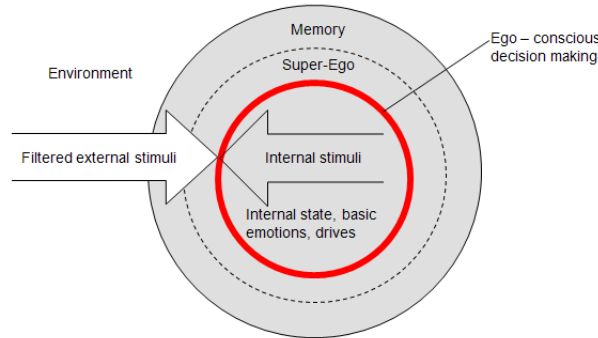 Memory
Ego – conscious
decision making
Super-Ego
Environment
Filtered external stimuli
Internal stimuli
Internal state, basic
emotions, drives